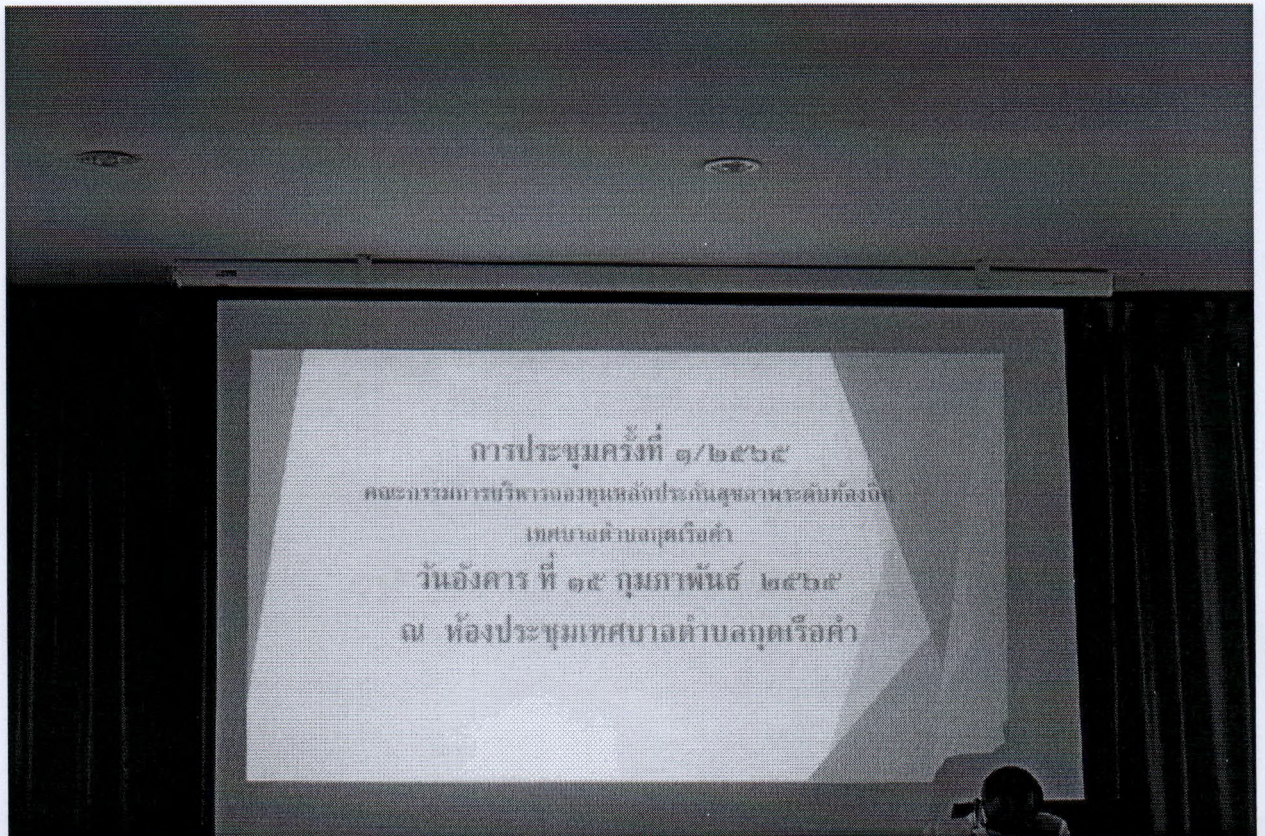 การประชุมครั้งที่ ๑/๒๕๖๕
คณะกรรมการบริหารกองทุนหลักประกันสุขภาพระดับท้องถิ่น
เทศบาลตำบลกุดเรือคำ
วันอังคาร ที่ ๑๕ กุมภาพันธ์ ๒๕๖๕
ณ ห้องประชุมเทศบาลตำบลกุดเรือคำ